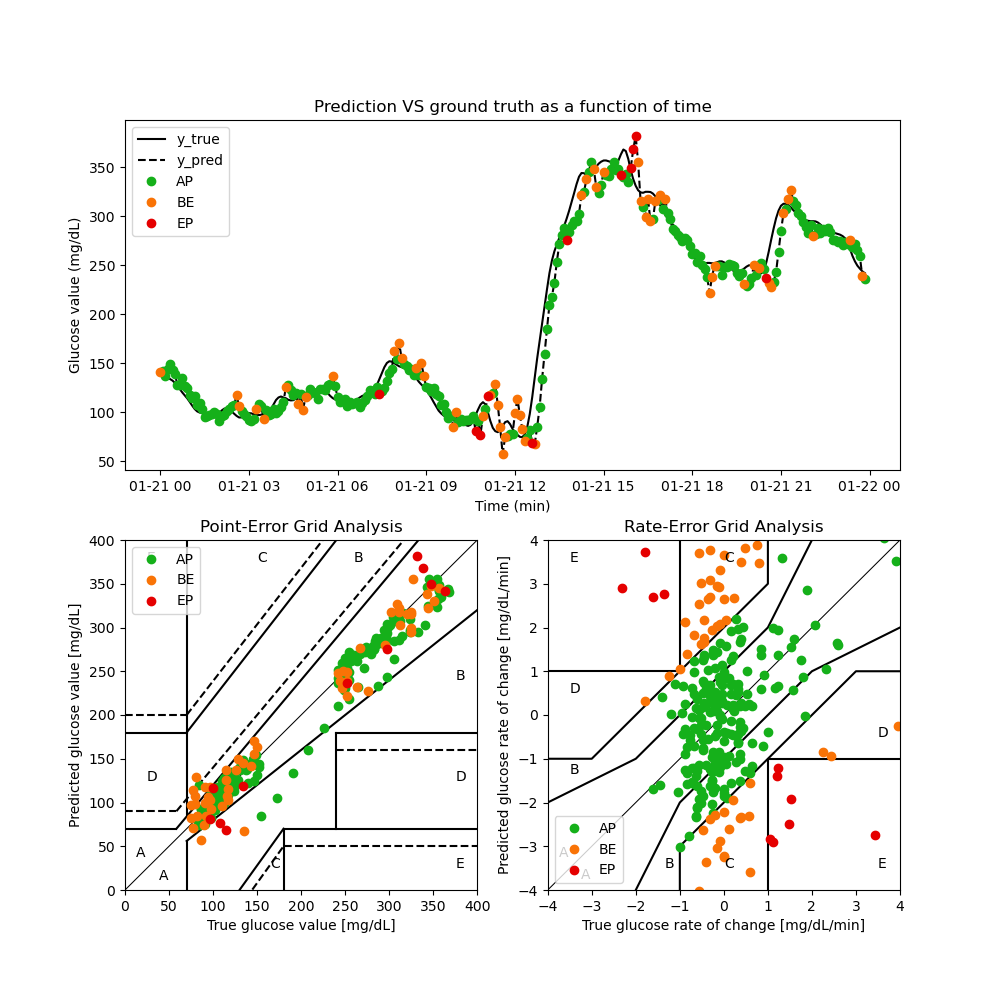 Prediction VS ground truth as a function of time
Glucose value (mg/dL)
350
300
250
200
150
100
50
y_true
y_pred
AP
BE
EP
01-21 00
01-21 03
01-21 06
01-21 09
01-21 12
01-21 15
01-21 18
01-21 21
01-22 00
Time (min)
Point-Error Grid Analysis
Predicted glucose value [mg/dL]
400
350
300
250
200
150
100
50
0
AP
BE
EP
E
C
B
B
D
D
A
A
C
E
0
50
100
150
200
250
300
350
400
True glucose value [mg/dL]
Rate-Error Grid Analysis
Predicted glucose rate of change [mg/dL/min]
4
3
2
1
0
−1
−2
−3
−4
E
C
D
D
B
A
A
B
C
E
AP
BE
EP
−4
−3
−2
−1
0
1
2
3
4
True glucose rate of change [mg/dL/min]